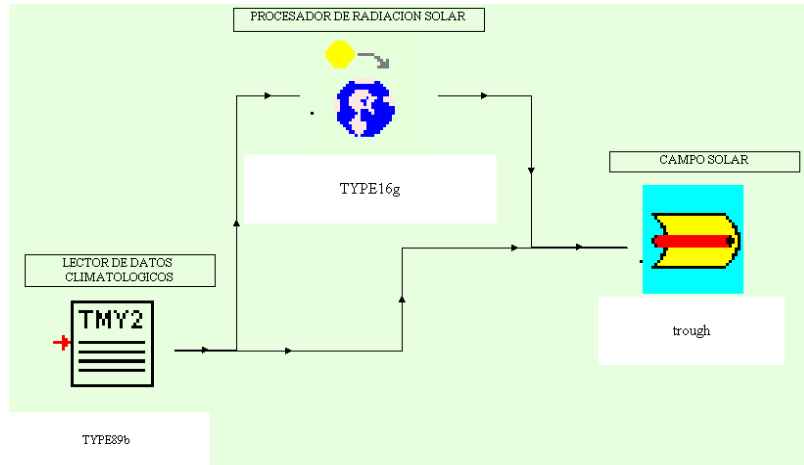 PROCESADOR DE RADIACION SOLAR
TYPE16g
CAMPO SOLAR
trough
LECTOR DE DATOS
CLIMATOLOGICOS
TMY2
TYPE89b